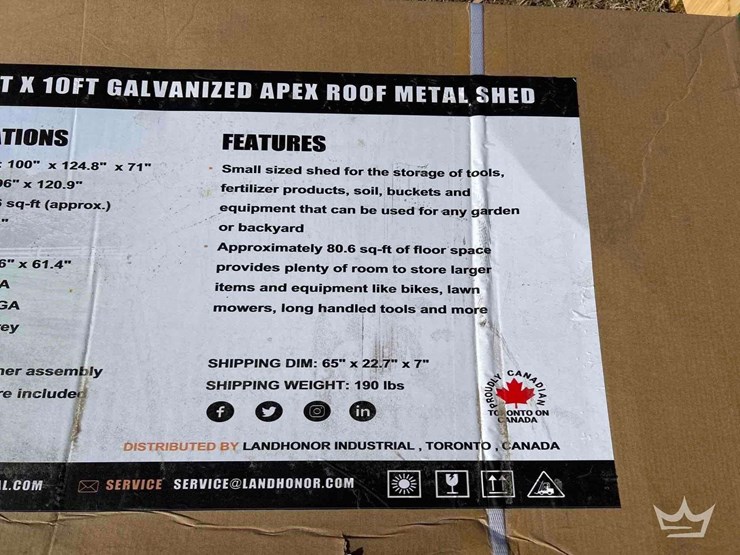 T X 10FT GALVANIZED APEX ROOF METAL SHED
TIONS
: 100" x 124.8" x 71"
96" x 120.9"
sq-ft (approx.)
"
6" x 61.4"
A
GA
ey
ner assembly
re included
FEATURES
Small sized shed for the storage of tools,
fertilizer products, soil, buckets and
equipment that can be used for any garden
or backyard
Approximately 80.6 sq-ft of floor space
provides plenty of room to store larger
items and equipment like bikes, lawn
mowers, long handled tools and more
SHIPPING DIM: 65" x 22.7" x 7"
SHIPPING WEIGHT: 190 lbs
PROUDLY CANADIAN
TORONTO ON
CANADA
DISTRIBUTED BY LANDHONOR INDUSTRIAL , TORONTO , CANADA
L.COM SERVICE SERVICE@LANDHONOR.COM